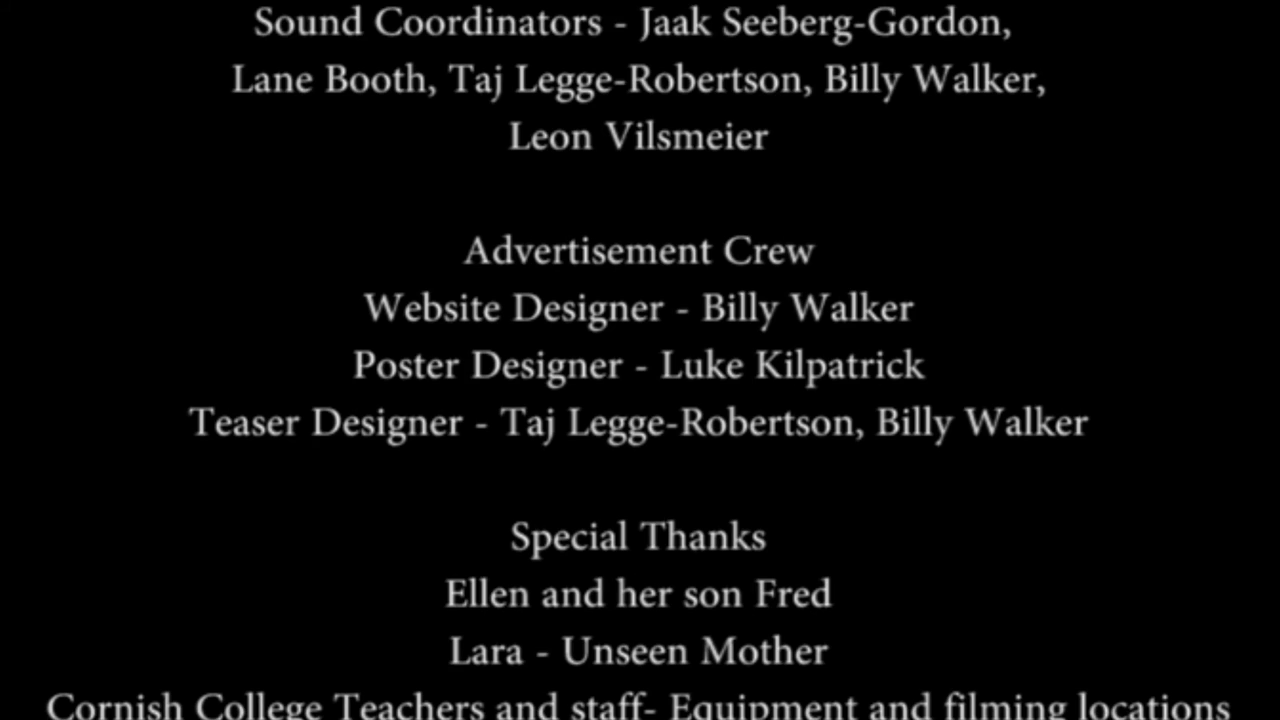 Sound Coordinators - Jaak Seeberg-Gordon,
Lane Booth, Taj Legge-Robertson, Billy Walker,
Leon Vilsmeier
Advertisement Crew
Website Designer - Billy Walker
Poster Designer - Luke Kilpatrick
Teaser Designer - Taj Legge-Robertson, Billy Walker
Special Thanks
Ellen and her son Fred
Lara - Unseen Mother
Cornish College Teachers and staff- Equipment and filming locations